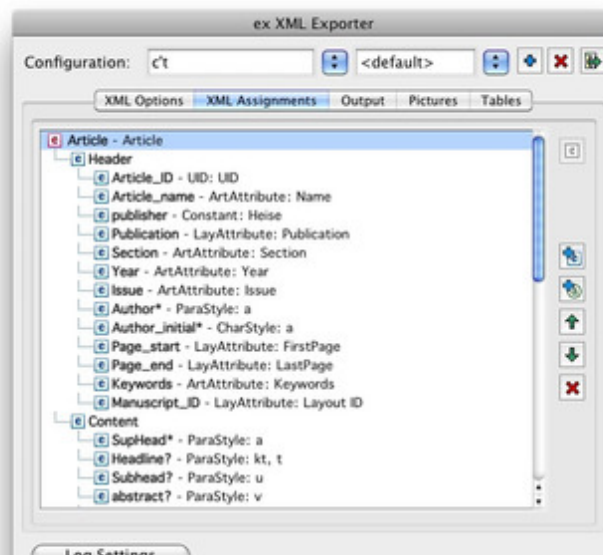 ex XML Exporter
Configuration: c't <default>
XML Options XML Assignments Output Pictures Tables
Article - Article
Header
Article_ID - UID: UID
Article_name - ArtAttribute: Name
publisher - Constant: Heise
Publication - LayAttribute: Publication
Section - ArtAttribute: Section
Year - ArtAttribute: Year
Issue - ArtAttribute: Issue
Author* - ParaStyle: a
Author_initial* - CharStyle: a
Page_start - LayAttribute: FirstPage
Page_end - LayAttribute: LastPage
Keywords - ArtAttribute: Keywords
Manuscript_ID - LayAttribute: Layout ID
Content
SupHead* - ParaStyle: a
Headline? - ParaStyle: kt, t
Subhead? - ParaStyle: u
abstract? - ParaStyle: v
Log Settings